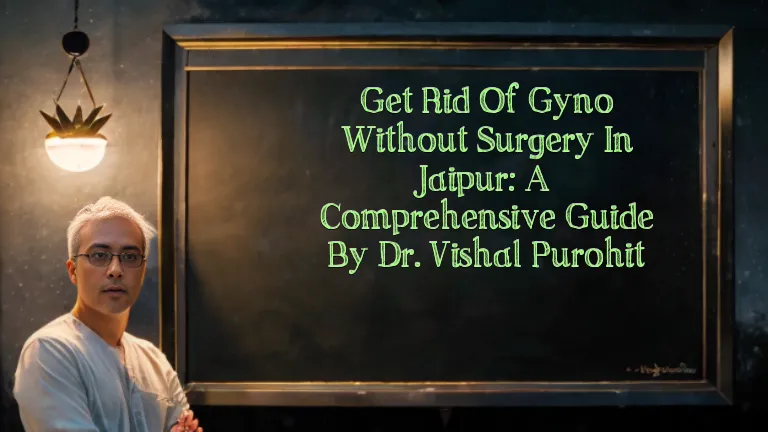 Get Rid Of Gyno
Without Surgery In
Jaipur: A
Comprehensive Guide
By Dr. Vishal Purohit